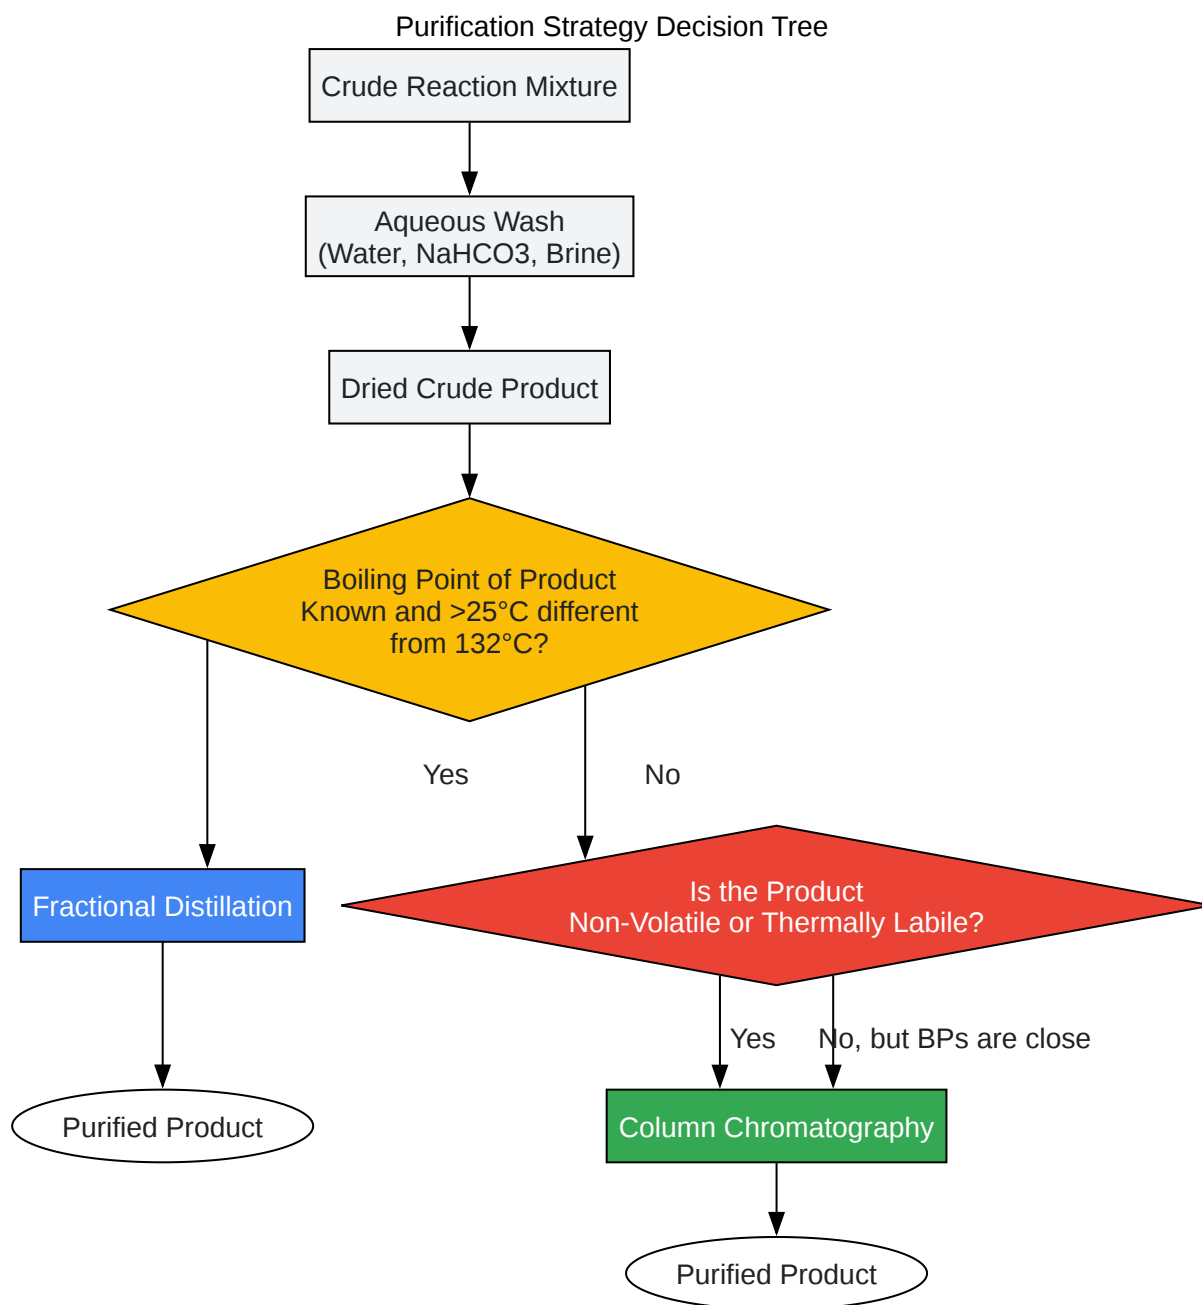 Purification Strategy Decision Tree
Crude Reaction Mixture
Aqueous Wash
(Water, NaHCO3, Brine)
Dried Crude Product
Boiling Point of Product
Known and >25°C different
from 132°C?
Yes
No
Fractional Distillation
Is the Product
Non-Volatile or Thermally Labile?
Yes
No, but BPs are close
Purified Product
Column Chromatography
Purified Product